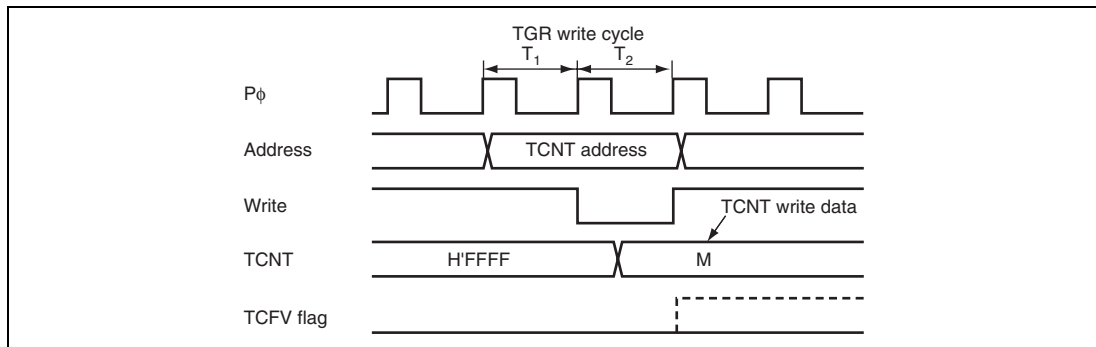 TGR write cycle
T1 T2
Pϕ
Address TCNT address
Write
TCNT write data
TCNT H'FFFF M
TCFV flag